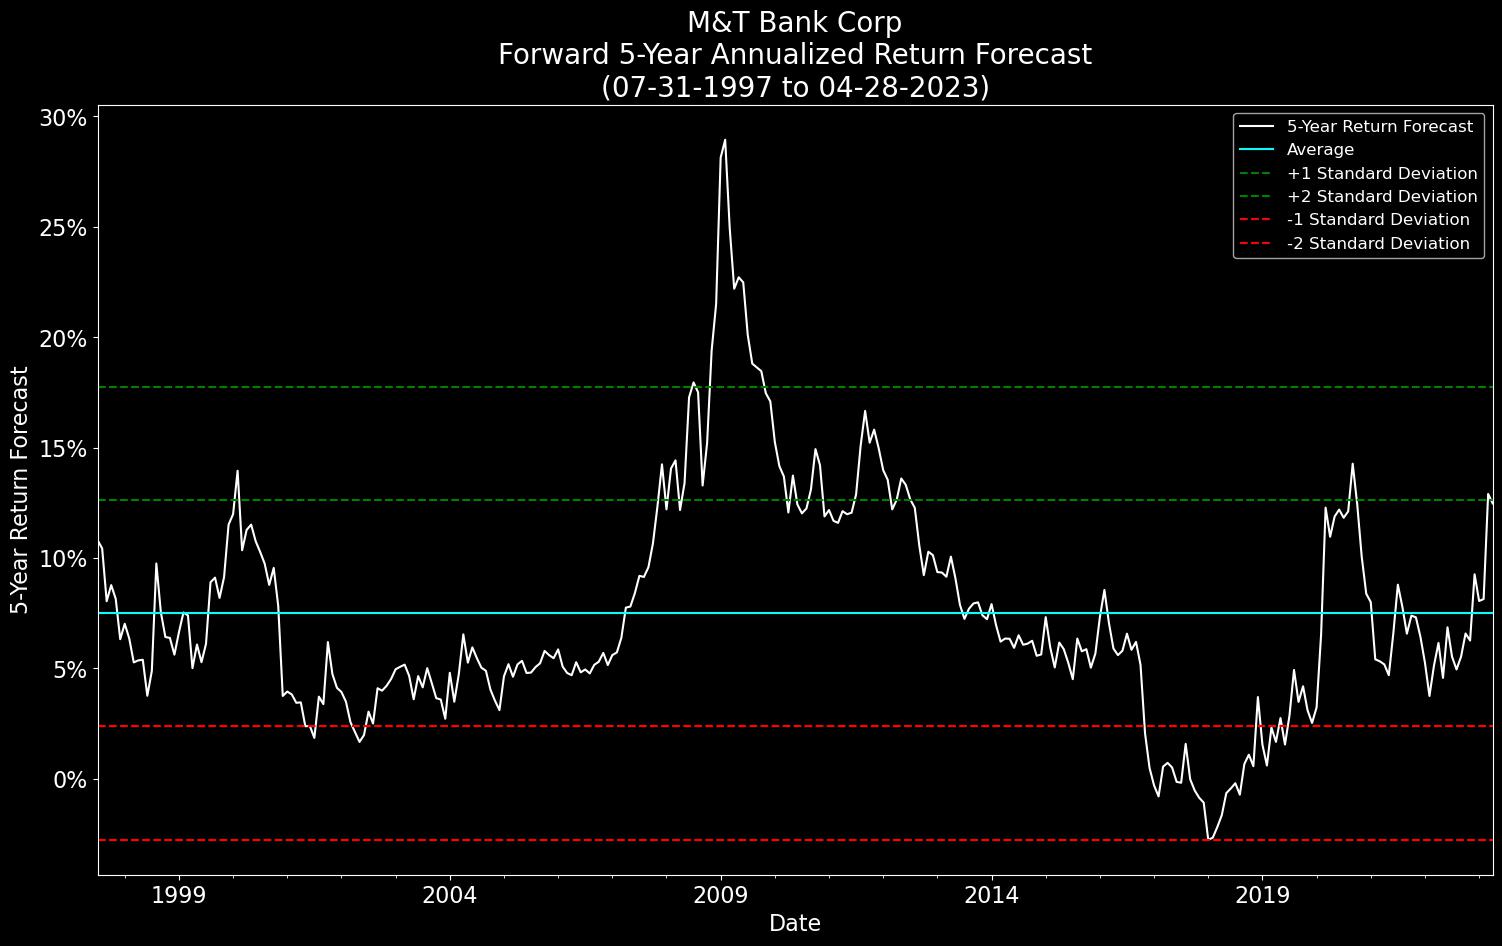 M&T Bank Corp
Forward 5-Year Annualized Return Forecast
(07-31-1997 to 04-28-2023)
30%
25%
20%
15%
10%
5%
0%
5-Year Return Forecast
5-Year Return Forecast
Average
+1 Standard Deviation
+2 Standard Deviation
-1 Standard Deviation
-2 Standard Deviation
1999
2004
2009
2014
2019
Date